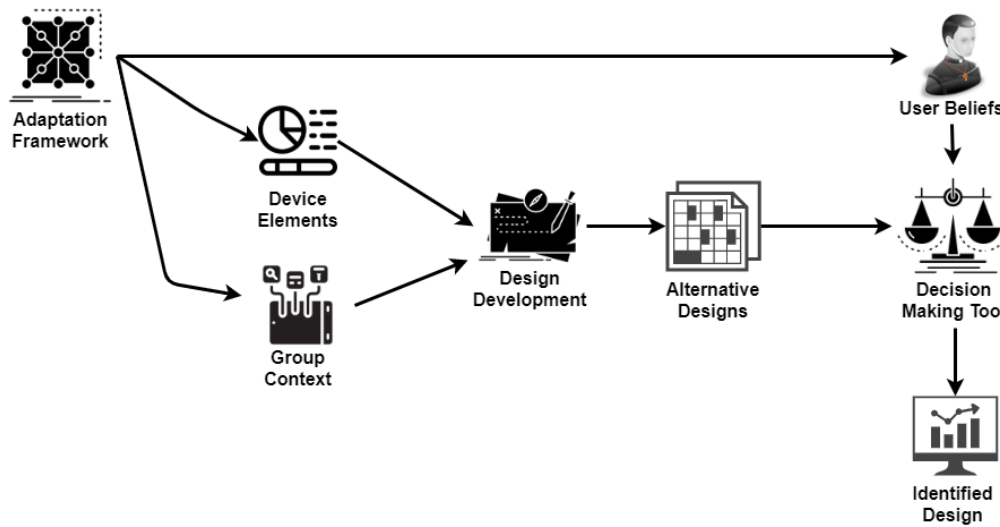 Adaptation
Framework
User Beliefs
Device
Elements
Design
Development
Alternative
Designs
Decision
Making Too
Group
Context
Identified
Design